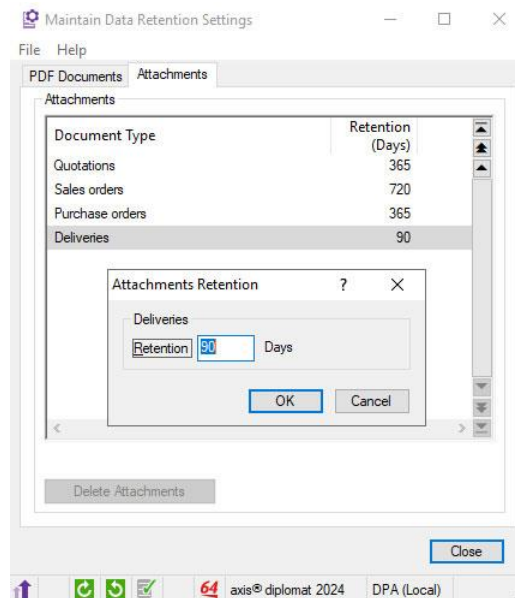 Maintain Data Retention Settings
File Help
PDF Documents Attachments
Attachments
Document Type Retention (Days)
Quotations 365
Sales orders 720
Purchase orders 365
Deliveries 90
Attachments Retention ?
Deliveries
Retention 90 Days
OK Cancel
Delete Attachments
Close
64 axis® diplomat 2024 DPA (Local)